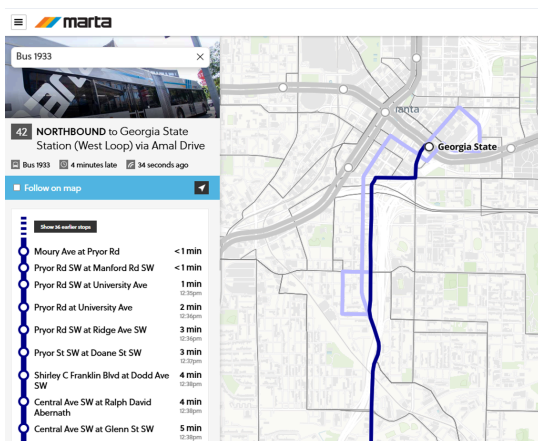 marta
Bus 1933
42 NORTHBOUND to Georgia State
Station (West Loop) via Amal Drive
Bus 1933 4 minutes late 34 seconds ago
Follow on map
Show 36 earlier stops
Moury Ave at Pryor Rd <1 min
Pryor Rd SW at Manford Rd SW <1 min
Pryor Rd SW at University Ave 1 min
12:35pm
Pryor Rd at University Ave 2 min
12:36pm
Pryor Rd SW at Ridge Ave SW 3 min
12:36pm
Pryor St SW at Doane St SW 3 min
12:37pm
Shirley C Franklin Blvd at Dodd Ave 4 min
SW 12:38pm
Central Ave SW at Ralph David 4 min
Abernath 12:38pm
Central Ave SW at Glenn St SW 5 min
12:38pm
Georgia State